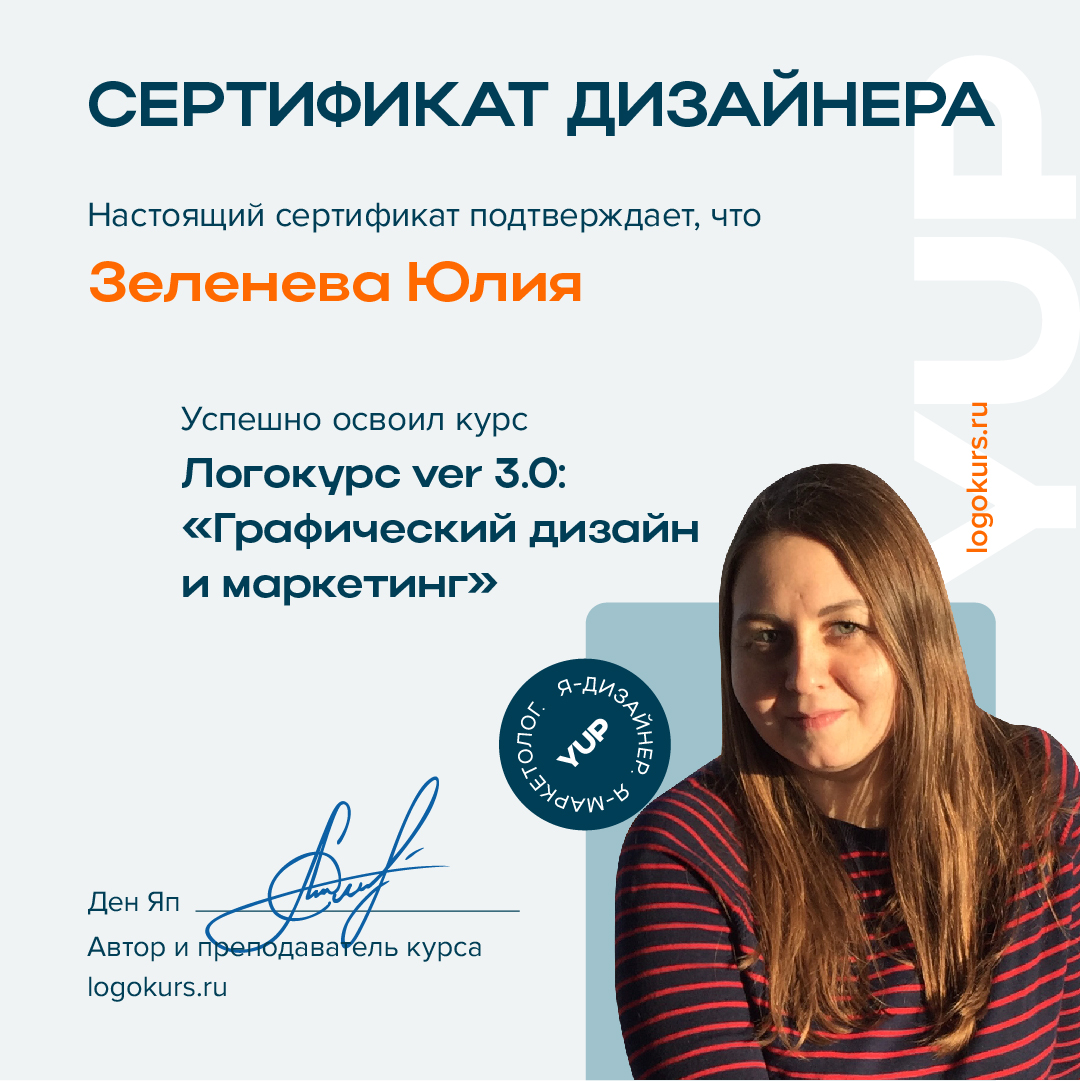 СЕРТИФИКАТ ДИЗАЙНЕРА
Настоящий сертификат подтверждает, что
Зеленева Юлия
Успешно освоил курс
Логокурс ver 3.0:
«Графический дизайн
и маркетинг»
YUP
logokurs.ru
Я-ДИЗАЙНЕР. Я-МАРКЕТОЛОГ.
YUP
Ден Яп
Автор и преподаватель курса
logokurs.ru